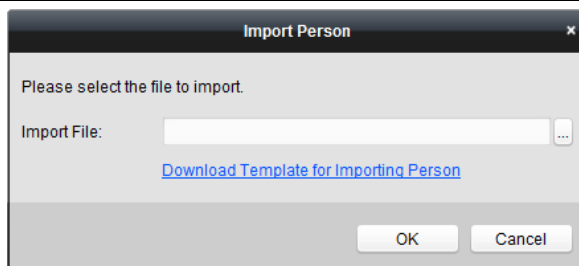 Import Person ×
Please select the file to import.
Import File: ...
Download Template for Importing Person
OK Cancel